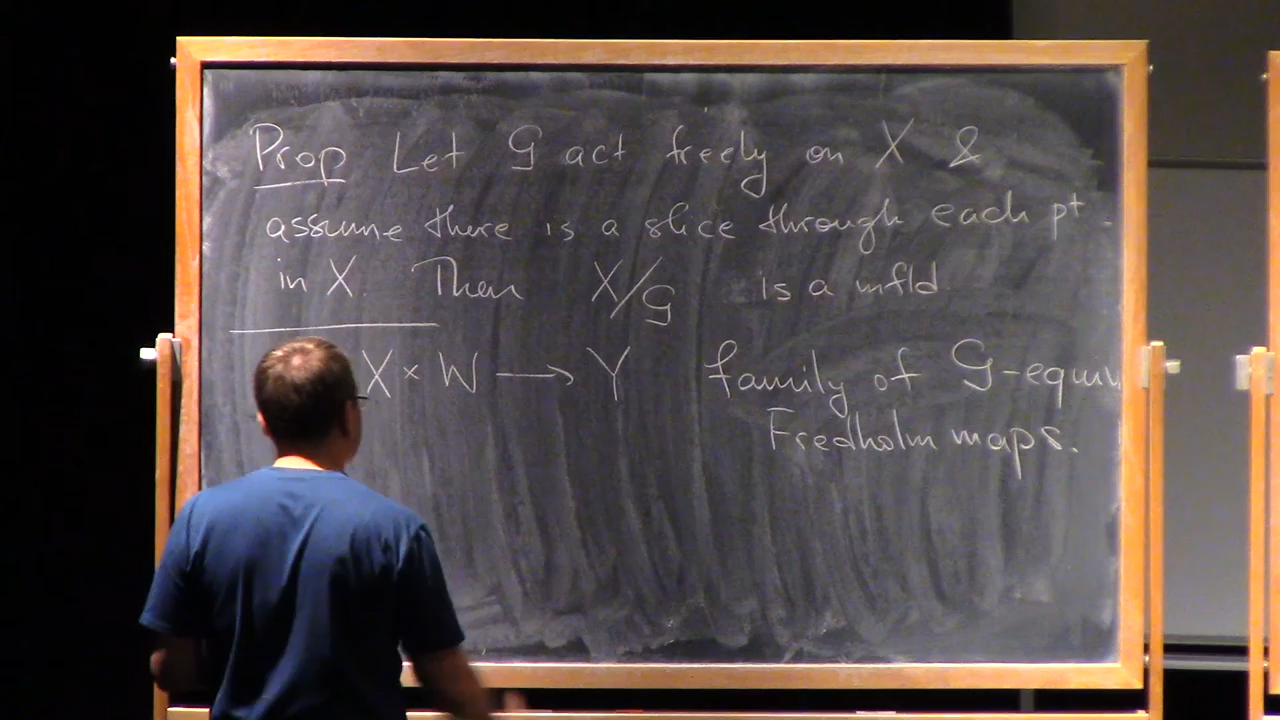 Prop Let G act freely on X &
assume there is a slice through each pt
in X. Then X/G is a mfld
X × W → Y family of G-equiv
Fredholm maps.